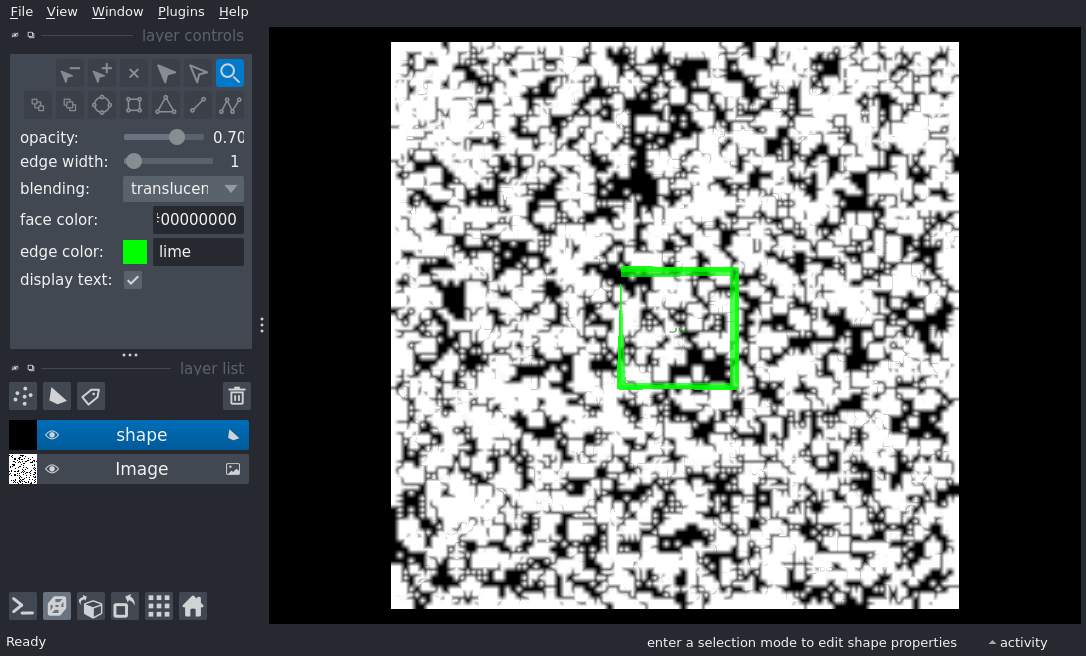 File View Window Plugins Help
layer controls
opacity: 0.70
edge width: 1
blending: translucen
face color: #00000000
edge color: lime
display text:
layer list
shape
Image
Ready
enter a selection mode to edit shape properties
activity